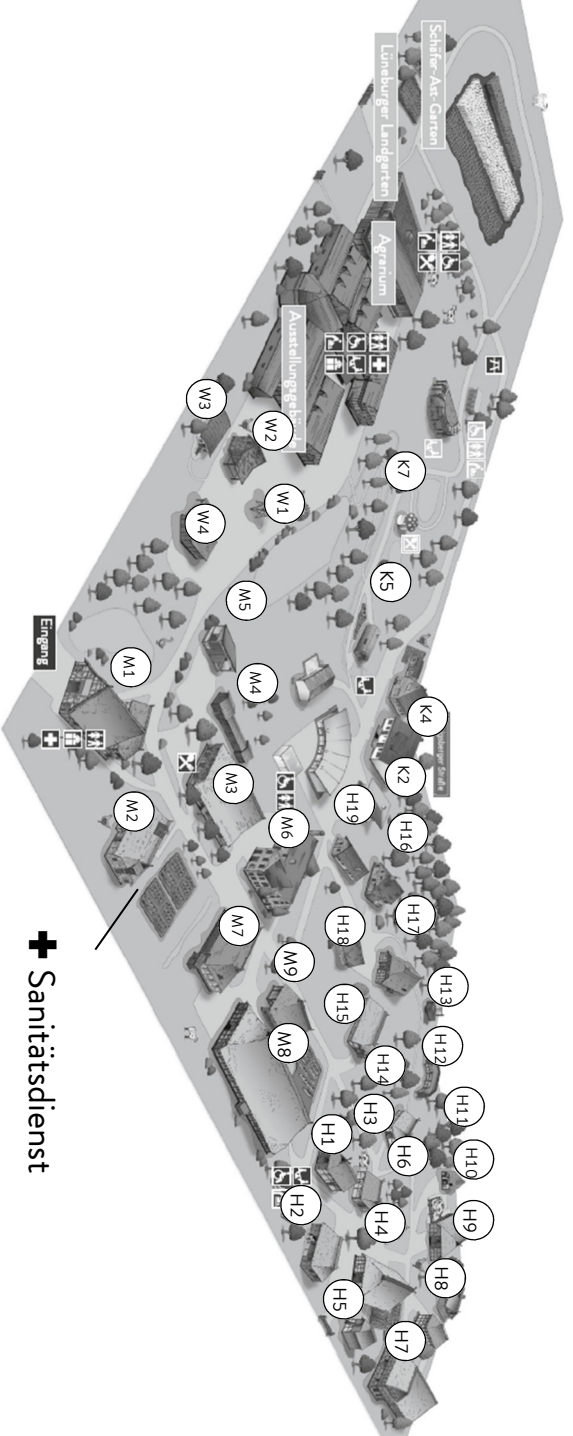 Schäfer-Ast-Garten
Lüneburger Landgarten
Agrarium
Ausstellungsgebäude
Straße
Eingang
W3
W2
W1
W4
K7
K5
K4
K2
M5
M4
M1
M3
M2
M6
M7
M9
M8
H19
H16
H17
H18
H13
H15
H12
H14
H11
H3
H1
H6
H10
H2
H4
H9
H8
H5
H7
Sanitätsdienst